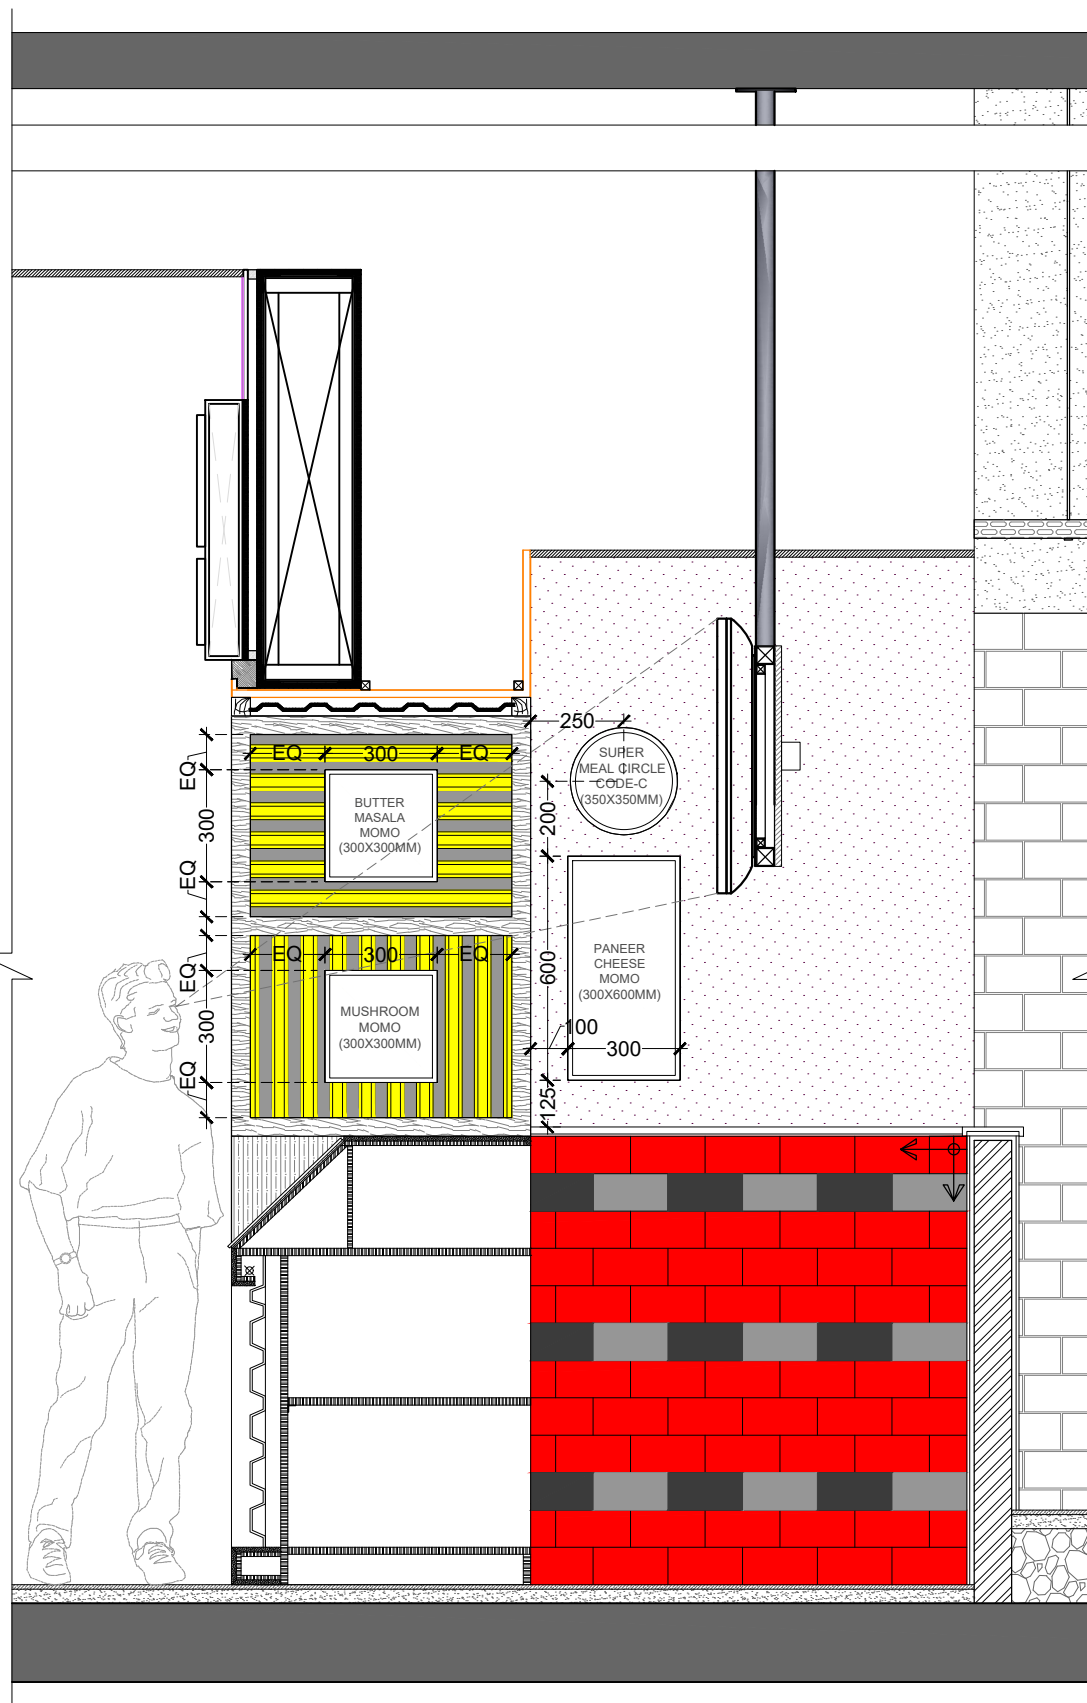 250
EQ
300
EQ
SUPER
MEAL CIRCLE
CODE-C
(350X350MM)
EQ
300
EQ
BUTTER
MASALA
MOMO
(300X300MM)
200
EQ
300
EQ
600
PANEER
CHEESE
MOMO
(300X600MM)
EQ
300
EQ
MUSHROOM
MOMO
(300X300MM)
100
300
125